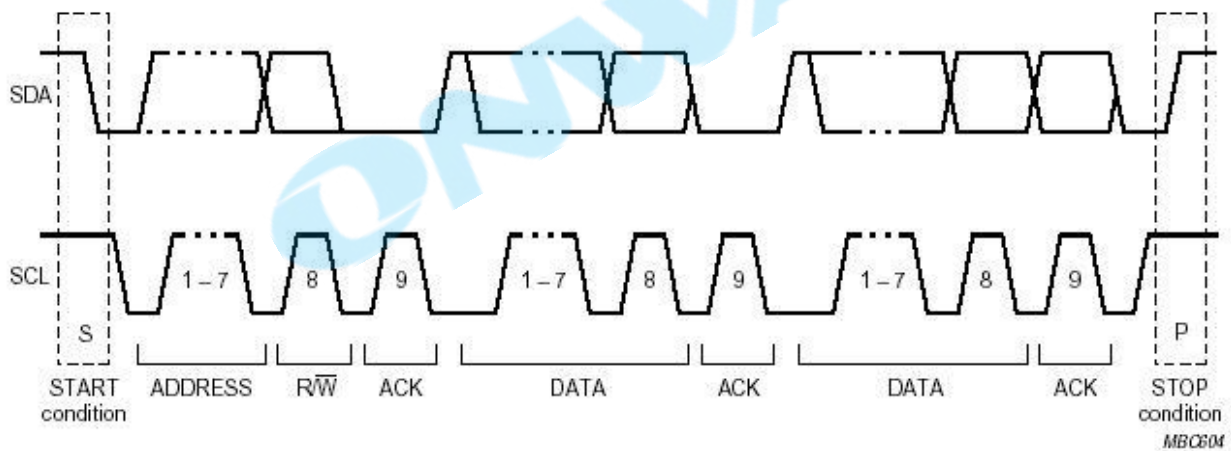 SDA
SCL
1 – 7
8
9
1 – 7
8
9
1 – 7
8
9
S
P
START condition
ADDRESS
R/W̅
ACK
DATA
ACK
DATA
ACK
STOP condition
MBC604